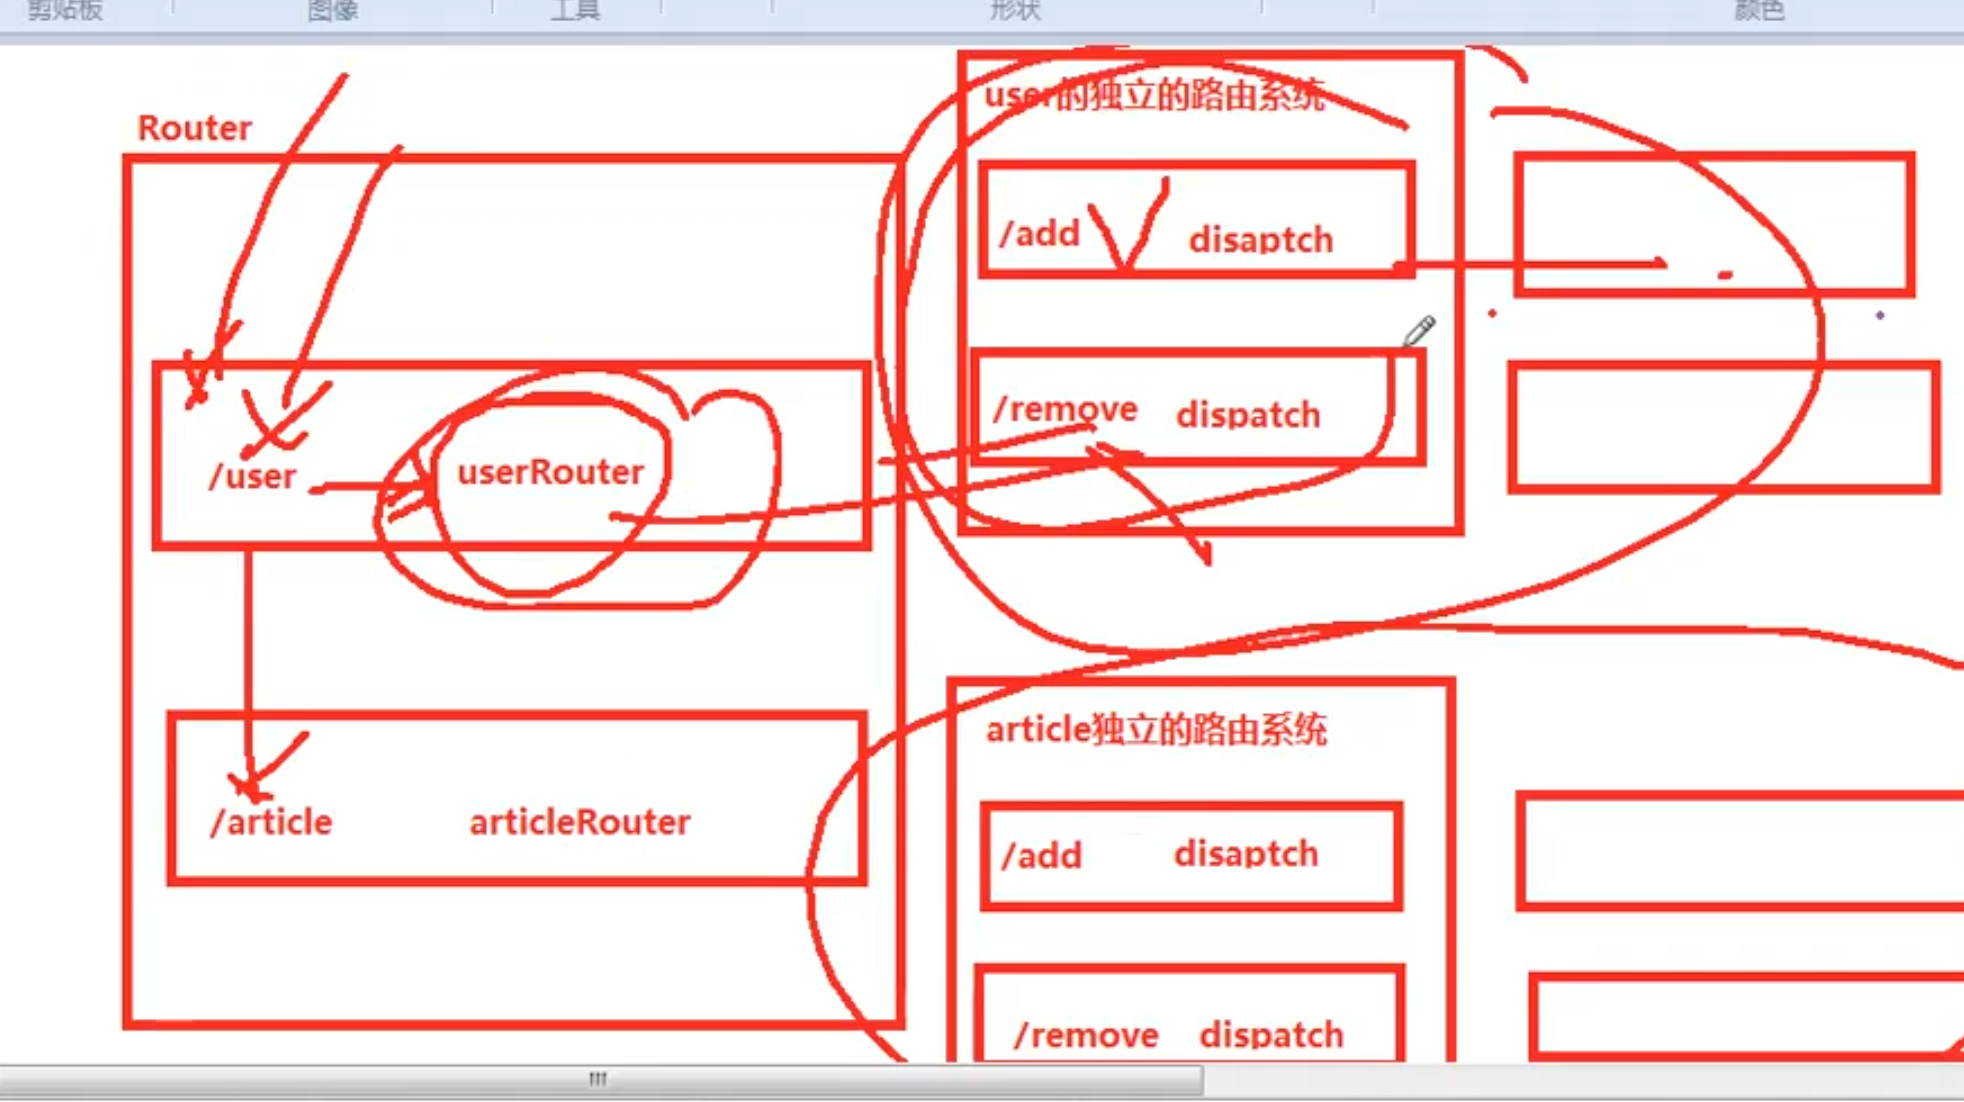 剪贴板 图像 工具 形状 颜色
Router
/user userRouter
/article articleRouter
user的独立的路由系统
/add disaptch
/remove dispatch
article独立的路由系统
/add disaptch
/remove dispatch